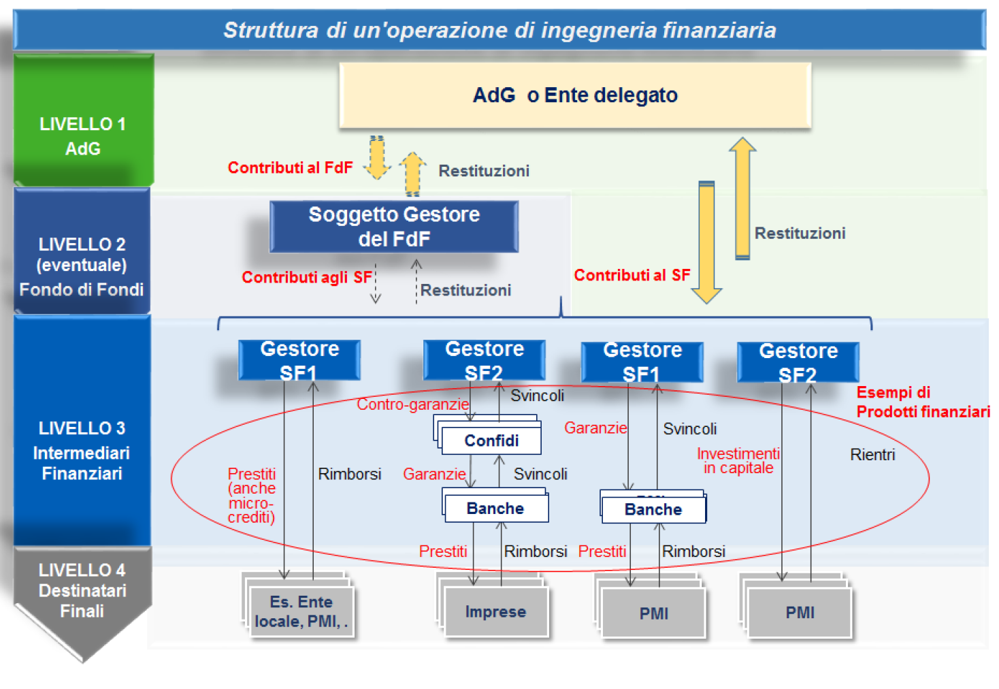 Struttura di un'operazione di ingegneria finanziaria
AdG o Ente delegato
LIVELLO 1
AdG
Contributi al FdF
Restituzioni
Soggetto Gestore
del FdF
LIVELLO 2
(eventuale)
Fondo di Fondi
Restituzioni
Contributi agli SF
Restituzioni
Contributi al SF
Gestore
SF1
Gestore
SF2
Gestore
SF1
Gestore
SF2
LIVELLO 3
Intermediari
Finanziari
Esempi di
Prodotti finanziari
Contro-garanzie
Svincoli
Confidi
Garanzie
Svincoli
Banche
Garanzie
Svincoli
Banche
Investimenti
in capitale
Rientri
Prestiti
(anche
micro-
crediti)
Rimborsi
Prestiti
Rimborsi
Prestiti
Rimborsi
LIVELLO 4
Destinatari
Finali
Es. Ente
locale, PMI, .
Imprese
PMI
PMI